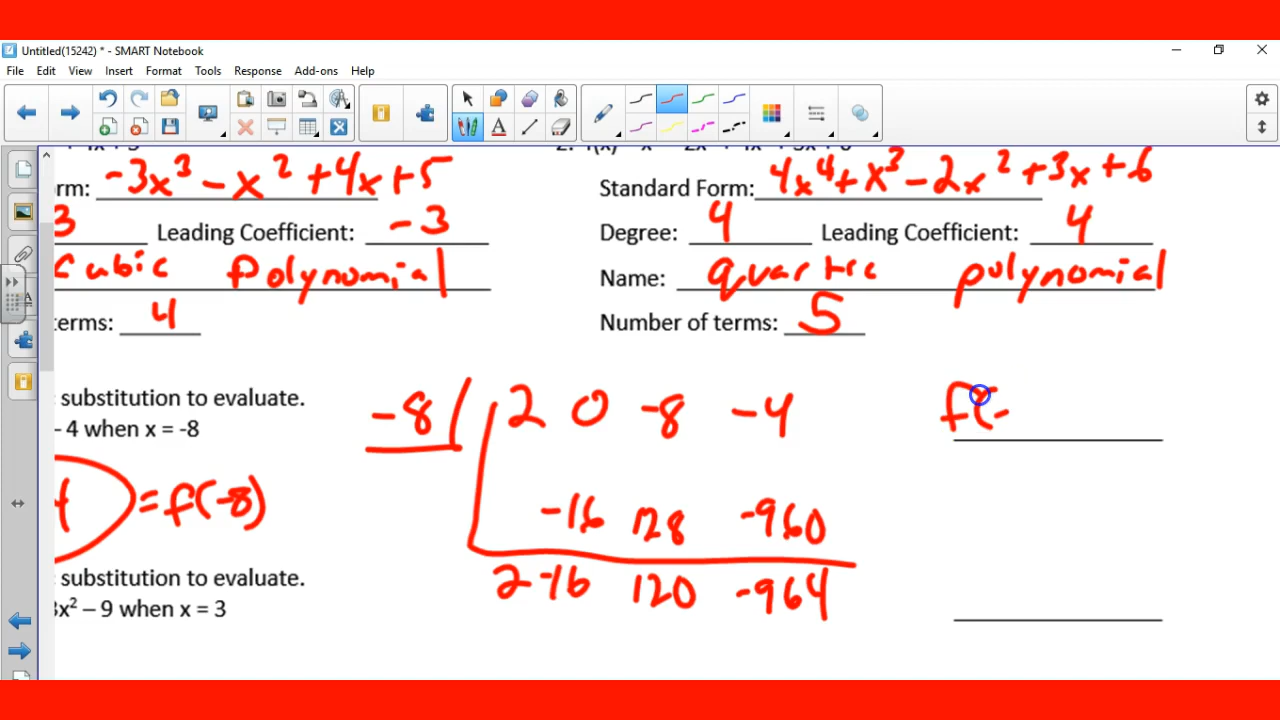 Untitled(15242) * - SMART Notebook
File Edit View Insert Format Tools Response Add-ons Help
orm: -3x³ - x² + 4x + 5
Standard Form: 4x⁴ + x³ - 2x² + 3x + 6
3 Leading Coefficient: -3
Degree: 4 Leading Coefficient: 4
Cubic Polynomial
Name: quartic polynomial
terms: 4
Number of terms: 5
substitution to evaluate.
- 4 when x = -8
-8 2 0 -8 -4
f(-
= f(-8)
-16 128 -960
2 -16 120 -964
substitution to evaluate.
3x² – 9 when x = 3